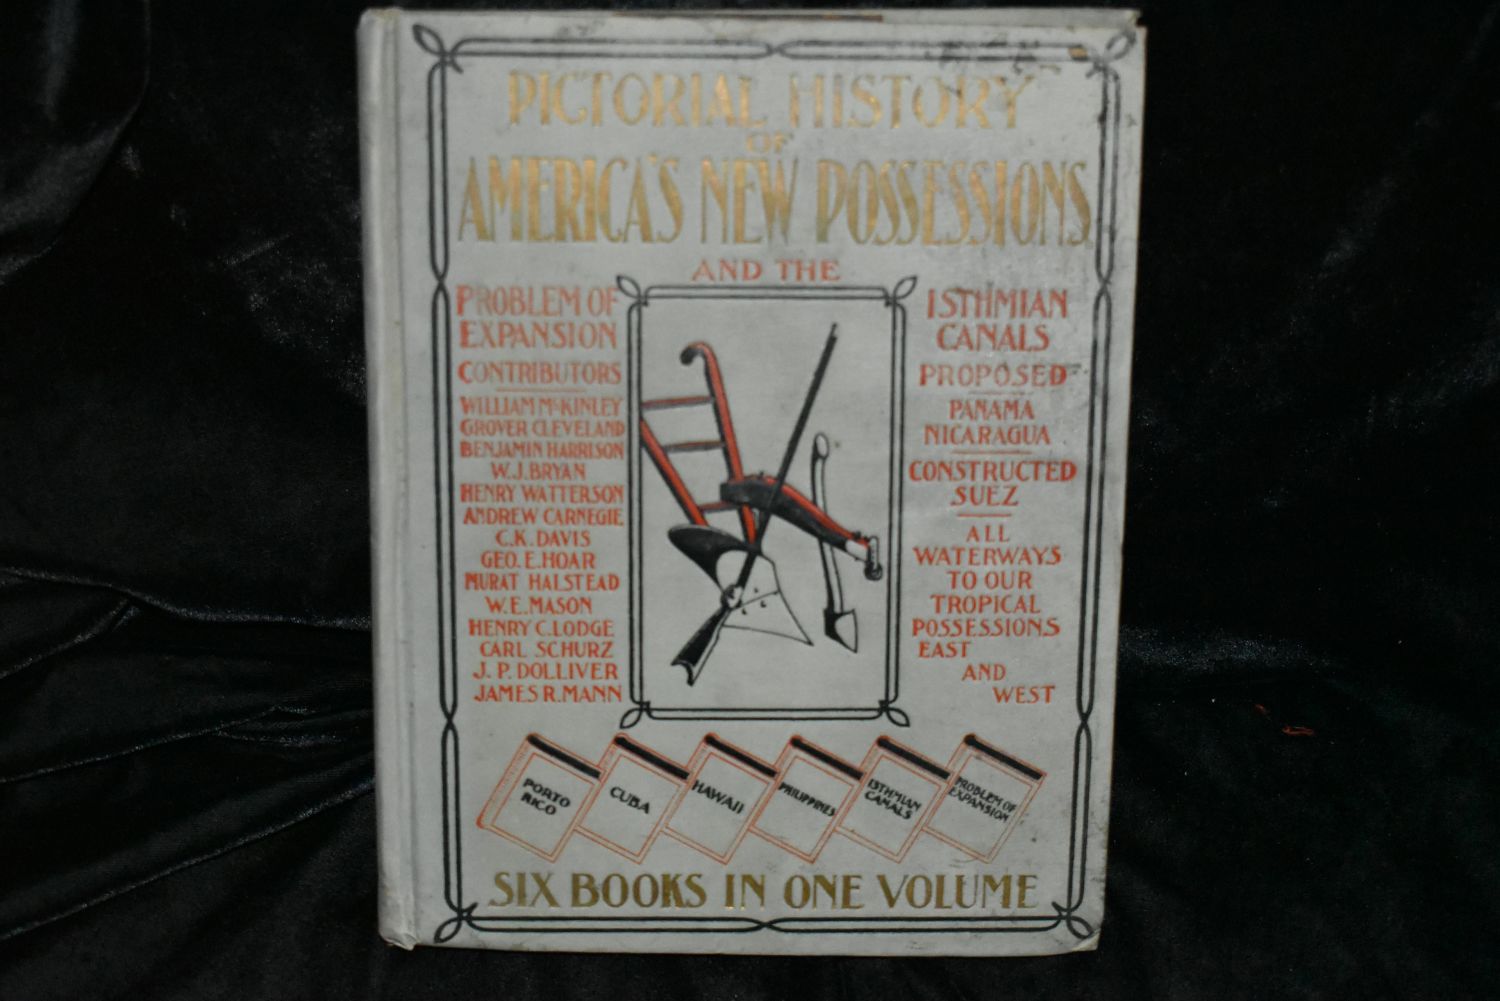 PICTORIAL HISTORY
OF
AMERICA'S NEW POSSESSIONS
AND THE
PROBLEM OF
EXPANSION
CONTRIBUTORS
WILLIAM McKINLEY
GROVER CLEVELAND
BENJAMIN HARRISON
W. J. BRYAN
HENRY WATTERSON
ANDREW CARNEGIE
C. K. DAVIS
GEO. E. HOAR
MURAT HALSTEAD
W. E. MASON
HENRY C. LODGE
CARL SCHURZ
J. P. DOLLIVER
JAMES R. MANN
ISTHMIAN
CANALS
PROPOSED
PANAMA
NICARAGUA
CONSTRUCTED
SUEZ
ALL
WATERWAYS
TO OUR
TROPICAL
POSSESSIONS
EAST
AND
WEST
PORTO
RICO
CUBA
HAWAII
PHILIPPINES
ISTHMIAN
CANALS
PROBLEM OF
EXPANSION
SIX BOOKS IN ONE VOLUME